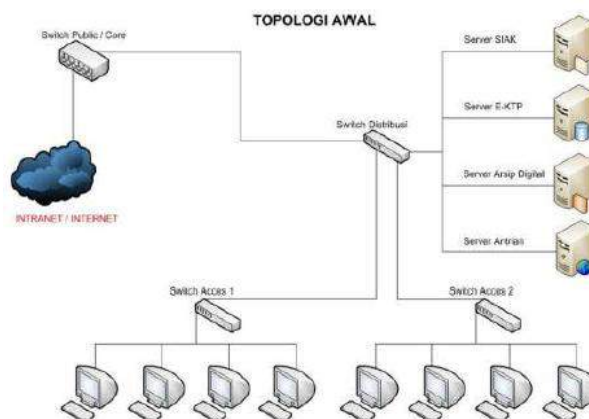 TOPOLOGI AWAL
Switch Public / Core
Server SIAK
Server E-KTP
Switch Distribusi
Server Arsip Digital
INTRANET / INTERNET
Server Antrian
Switch Acces 1
Switch Acces 2